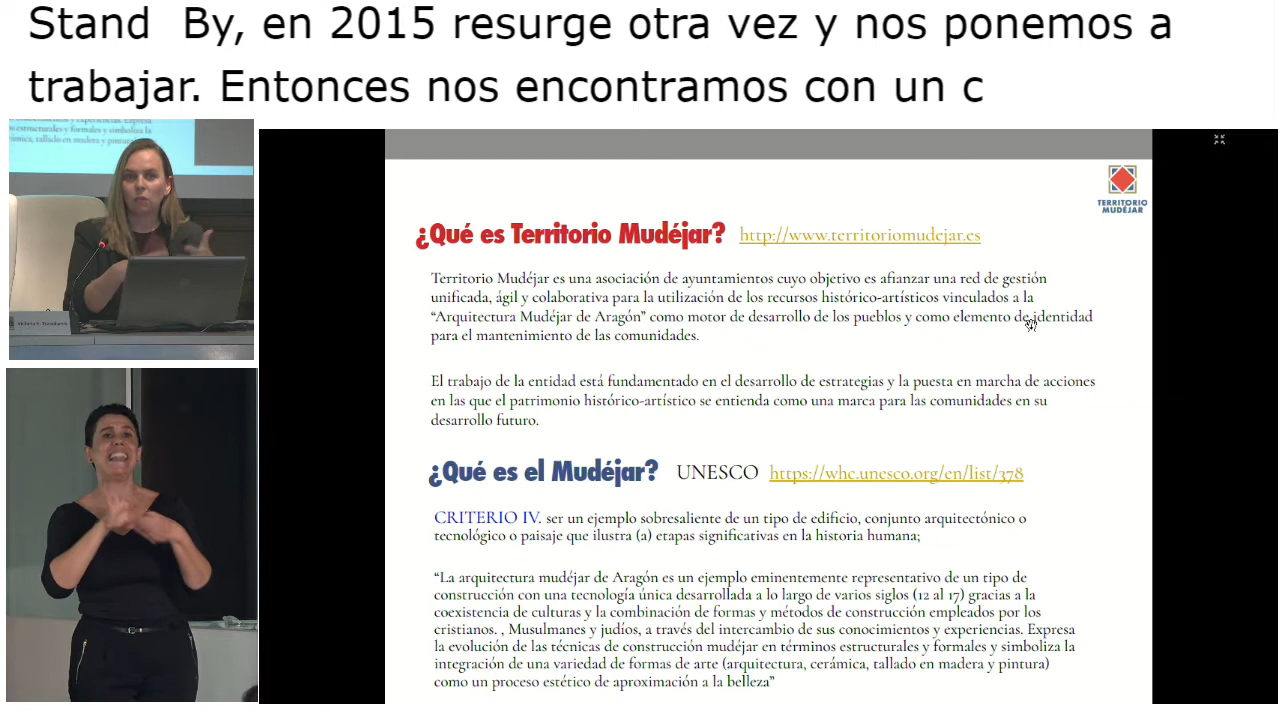 Stand  By, en 2015 resurge otra vez y nos ponemos a
trabajar. Entonces nos encontramos con un c
TERRITORIO
MUDÉJAR
¿Qué es Territorio Mudéjar? http://www.territoriomudejar.es
Territorio Mudéjar es una asociación de ayuntamientos cuyo objetivo es afianzar una red de gestión
unificada, ágil y colaborativa para la utilización de los recursos histórico-artísticos vinculados a la
“Arquitectura Mudéjar de Aragón” como motor de desarrollo de los pueblos y como elemento de identidad
para el mantenimiento de las comunidades.
El trabajo de la entidad está fundamentado en el desarrollo de estrategias y la puesta en marcha de acciones
en las que el patrimonio histórico-artístico se entienda como una marca para las comunidades en su
desarrollo futuro.
¿Qué es el Mudéjar? UNESCO https://whc.unesco.org/en/list/378
CRITERIO IV. ser un ejemplo sobresaliente de un tipo de edificio, conjunto arquitectónico o
tecnológico o paisaje que ilustra (a) etapas significativas en la historia humana;
“La arquitectura mudéjar de Aragón es un ejemplo eminentemente representativo de un tipo de
construcción con una tecnología única desarrollada a lo largo de varios siglos (12 al 17) gracias a la
coexistencia de culturas y la combinación de formas y métodos de construcción empleados por los
cristianos. , Musulmanes y judíos, a través del intercambio de sus conocimientos y experiencias. Expresa
la evolución de las técnicas de construcción mudéjar en términos estructurales y formales y simboliza la
integración de una variedad de formas de arte (arquitectura, cerámica, tallado en madera y pintura)
como un proceso estético de aproximación a la belleza”